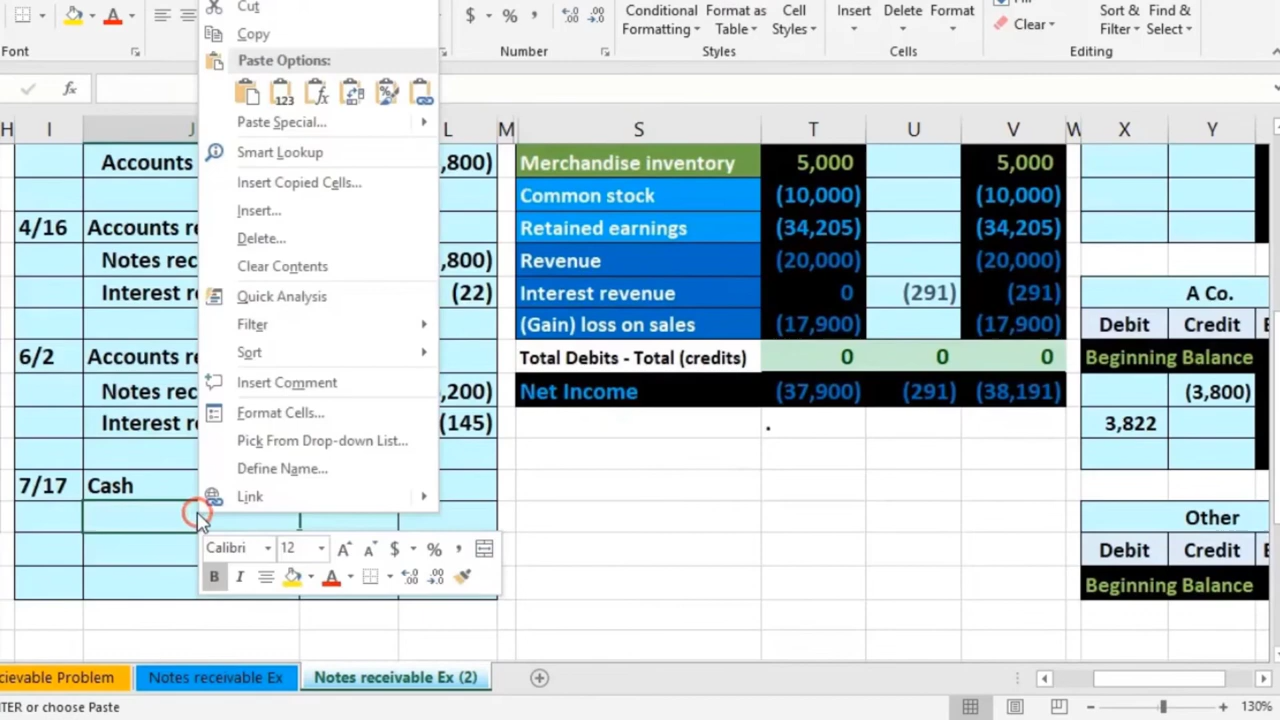 Cut
Copy
Paste Options:
123
Paste Special...
Smart Lookup
Insert Copied Cells...
Insert...
Delete...
Clear Contents
Quick Analysis
Filter
Sort
Insert Comment
Format Cells...
Pick From Drop-down List...
Define Name...
Link
Calibri 12 A A $ % ,
B I A
A $ % ,
Conditional Formatting
Format as Table
Cell Styles
Insert Delete Format
Clear
Sort & Filter
Find & Select
Font Number Styles Cells Editing
fx
H I J L M S T U V W X Y
Accounts ,800) Merchandise inventory 5,000 5,000
Common stock (10,000) (10,000)
4/16 Accounts Retained earnings (34,205) (34,205)
Notes ,800) Revenue (20,000) (20,000)
Interest (22) Interest revenue 0 (291) (291) A Co.
(Gain) loss on sales (17,900) (17,900) Debit Credit
6/2 Accounts Total Debits - Total (credits) 0 0 0 Beginning Balance
Notes ,200) Net Income (37,900) (291) (38,191) (3,800)
Interest (145) . 3,822
7/17 Cash
Other
Debit Credit
Beginning Balance
cievable Problem Notes receivable Ex Notes receivable Ex (2)
TER or choose Paste 130%